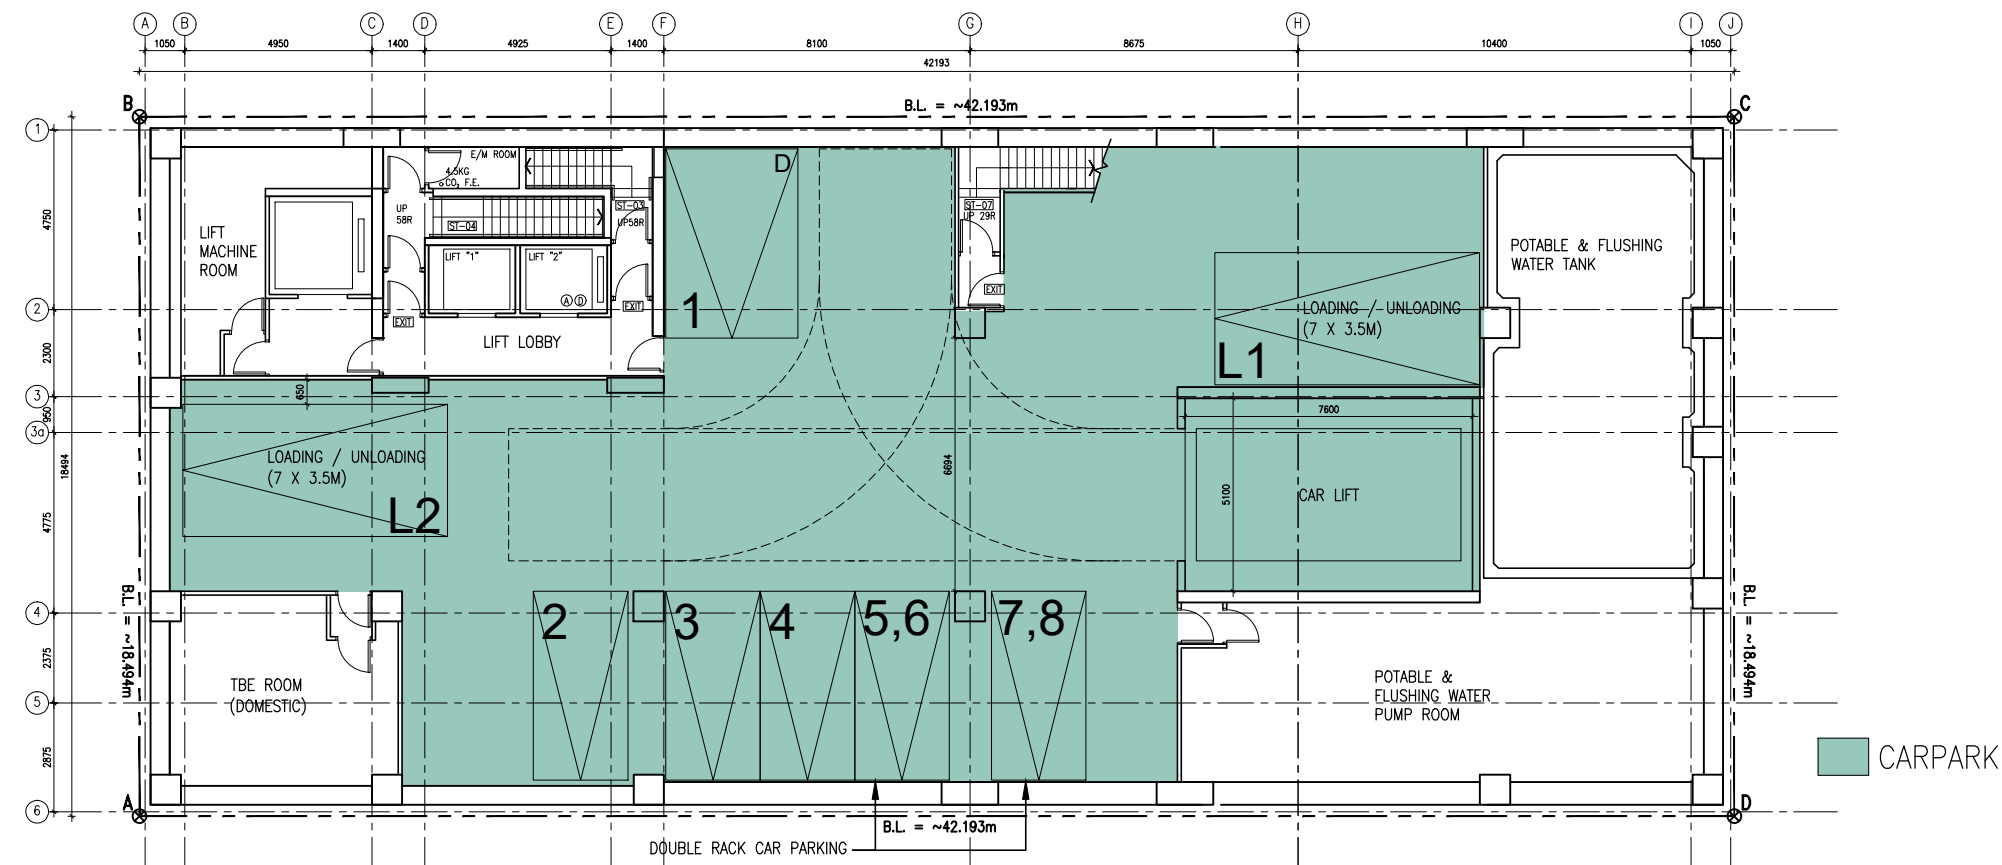 A B C D E F G H I J
1050 4950 1400 4925 1400 8100 8675 10400 1050
42193
B B.L. = ~42.193m C
1
E/M ROOM
4.5KG
CO₂ F.E.
D
UP
58R
ST-03
UP58R
ST-04
ST-07
UP 29R
4750
LIFT
MACHINE
ROOM
LIFT "1"
LIFT "2"
A D
POTABLE & FLUSHING
WATER TANK
EXIT
EXIT
EXIT
2
1
LOADING / UNLOADING
(7 X 3.5M)
L1
LIFT LOBBY
2300
3
650
950
3a
7600
18494
LOADING / UNLOADING
(7 X 3.5M)
L2
6694
5100
CAR LIFT
4775
B.L. = ~18.494m
B.L. = ~18.494m
4
2
3
4
5,6
7,8
2375
TBE ROOM
(DOMESTIC)
POTABLE &
FLUSHING WATER
PUMP ROOM
5
2875
CARPARK
6
A
D
B.L. = ~42.193m
DOUBLE RACK CAR PARKING